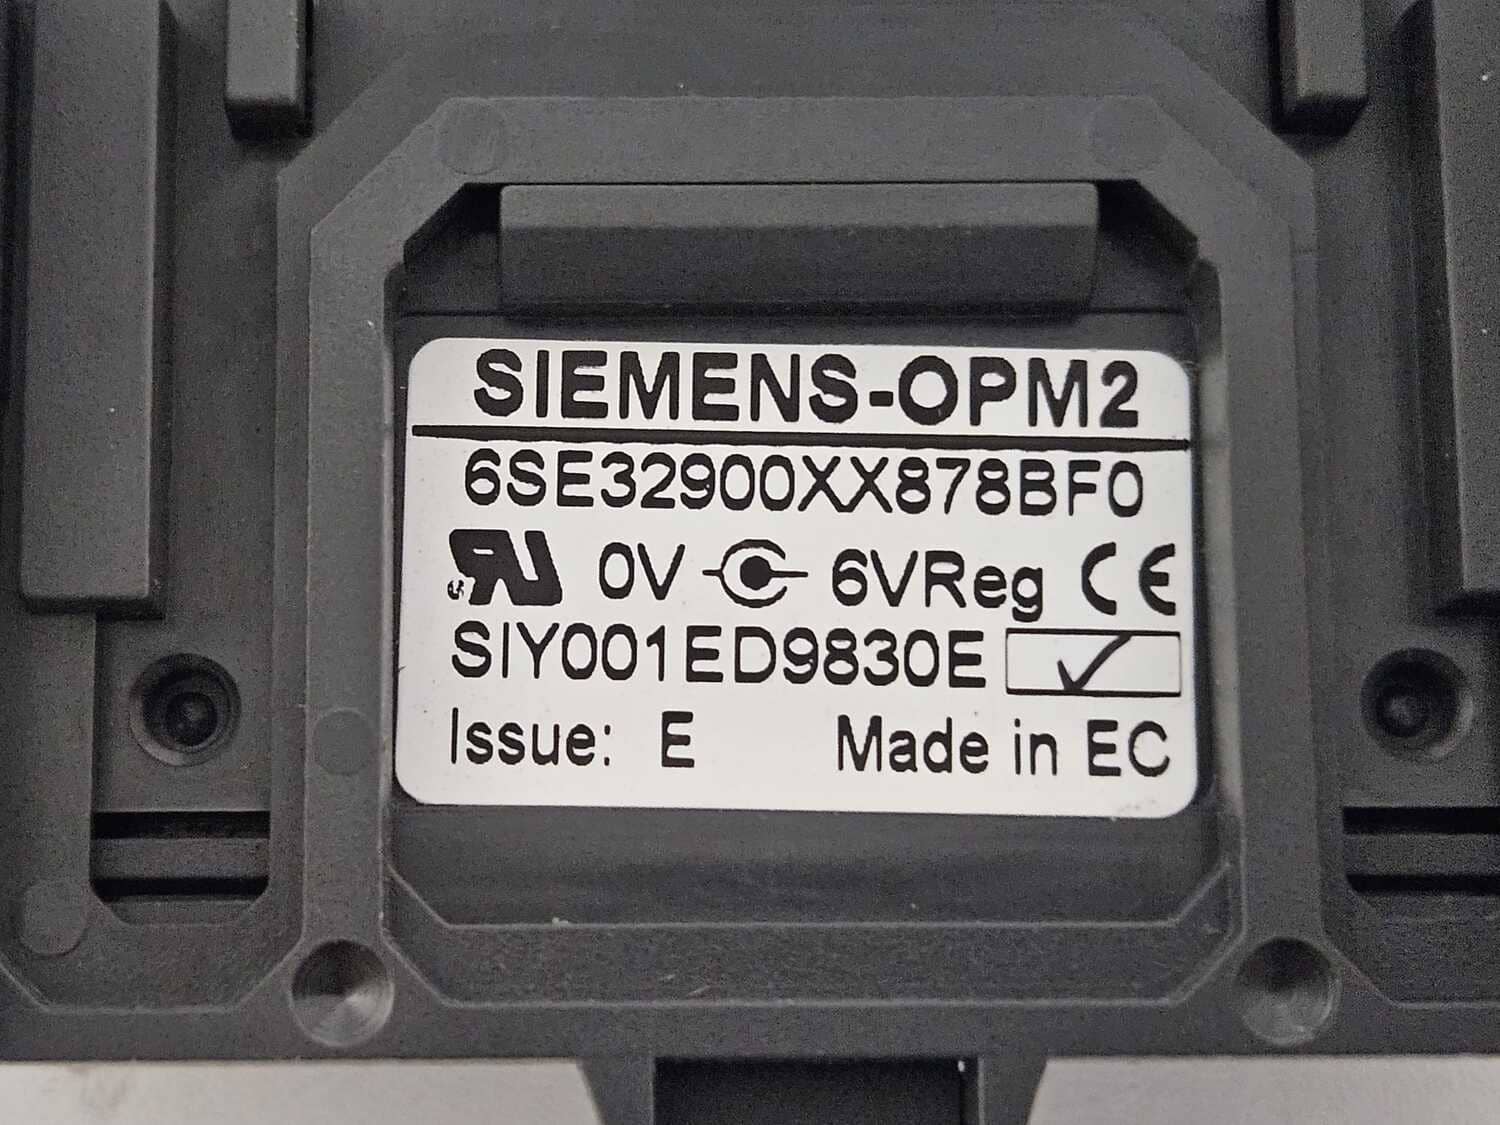 SIEMENS-OPM2
6SE32900XX878BF0
0V 6VReg CE
SIY001ED9830E
Issue: E Made in EC